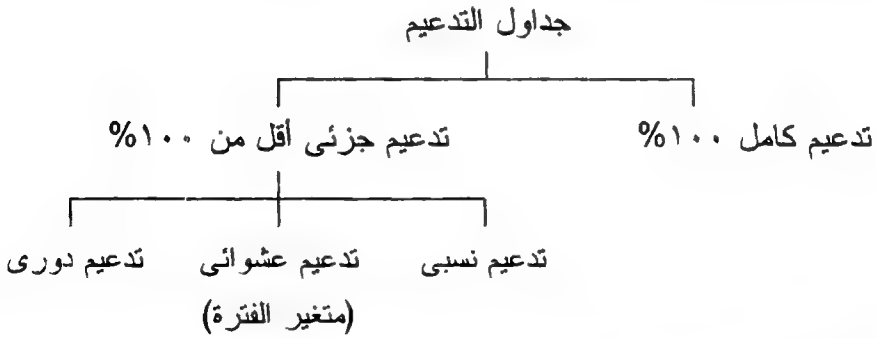 جداول التدعيم
تدعيم كامل ١٠٠%
تدعيم جزئى أقل من ١٠٠%
تدعيم نسبى
تدعيم عشوائى
(متغير الفترة)
تدعيم دورى